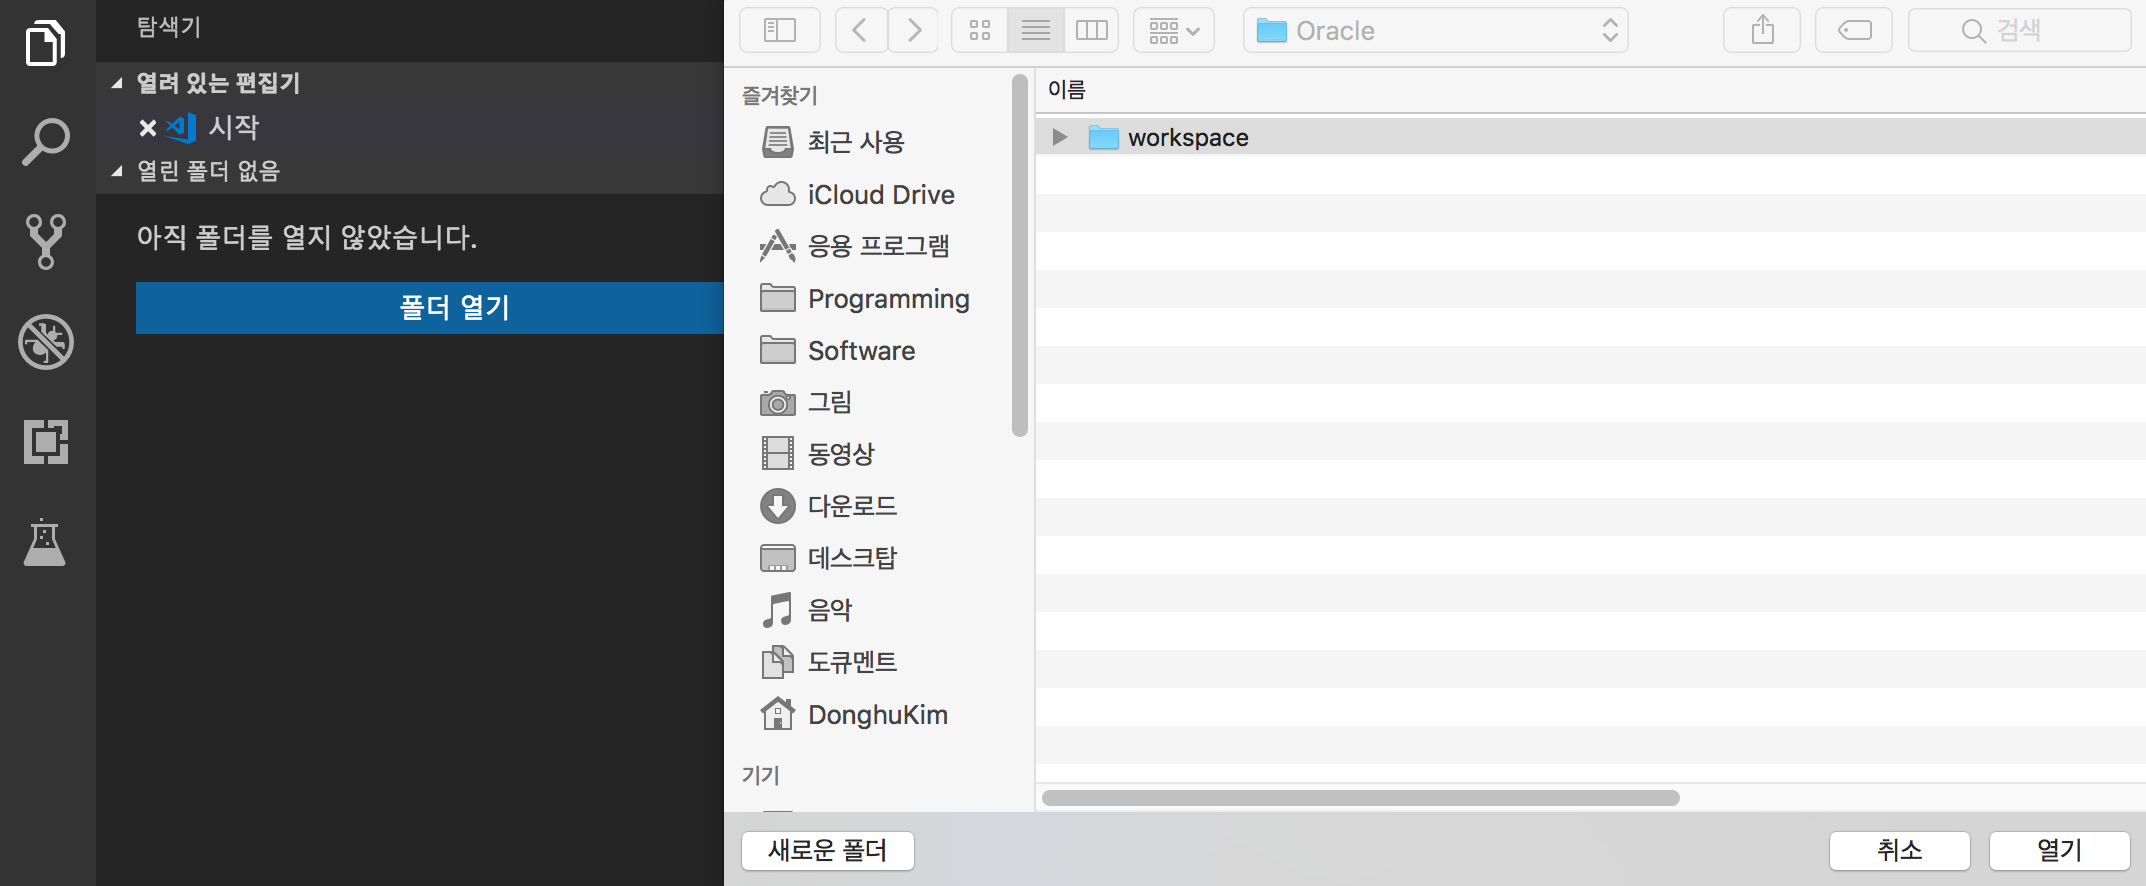 탐색기
열려 있는 편집기
시작
열린 폴더 없음
아직 폴더를 열지 않았습니다.
폴더 열기
Oracle
검색
즐겨찾기
최근 사용
iCloud Drive
응용 프로그램
Programming
Software
그림
동영상
다운로드
데스크탑
음악
도큐멘트
DonghuKim
기기
이름
workspace
새로운 폴더
취소
열기